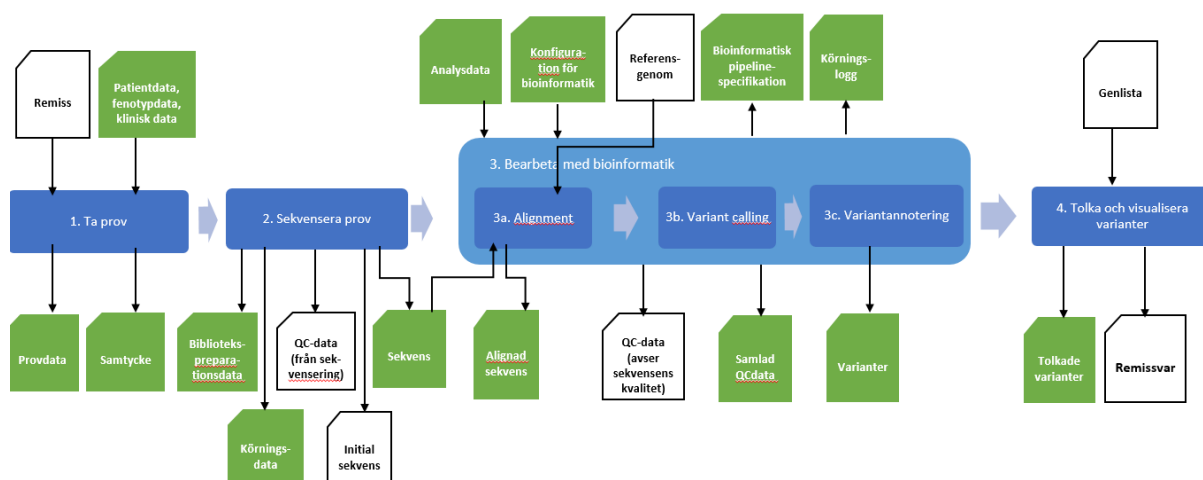 Remiss
Patientdata,
fenotypdata,
klinisk data
Analysdata
Konfigura-
tion för
bioinformatik
Referens-
genom
Bioinformatisk
pipeline-
specifikation
Körnings-
logg
Genlista
1. Ta prov
2. Sekvensera prov
3. Bearbeta med bioinformatik
3a. Alignment
3b. Variant calling
3c. Variantannotering
4. Tolka och visualisera
varianter
Provdata
Samtycke
Biblioteks-
prepara-
tionsdata
QC-data
(från sek-
vensering)
Sekvens
Alignad
sekvens
QC-data
(avser
sekvensens
kvalitet)
Samlad
QCdata
Varianter
Tolkade
varianter
Remissvar
Körnings-
data
Initial
sekvens